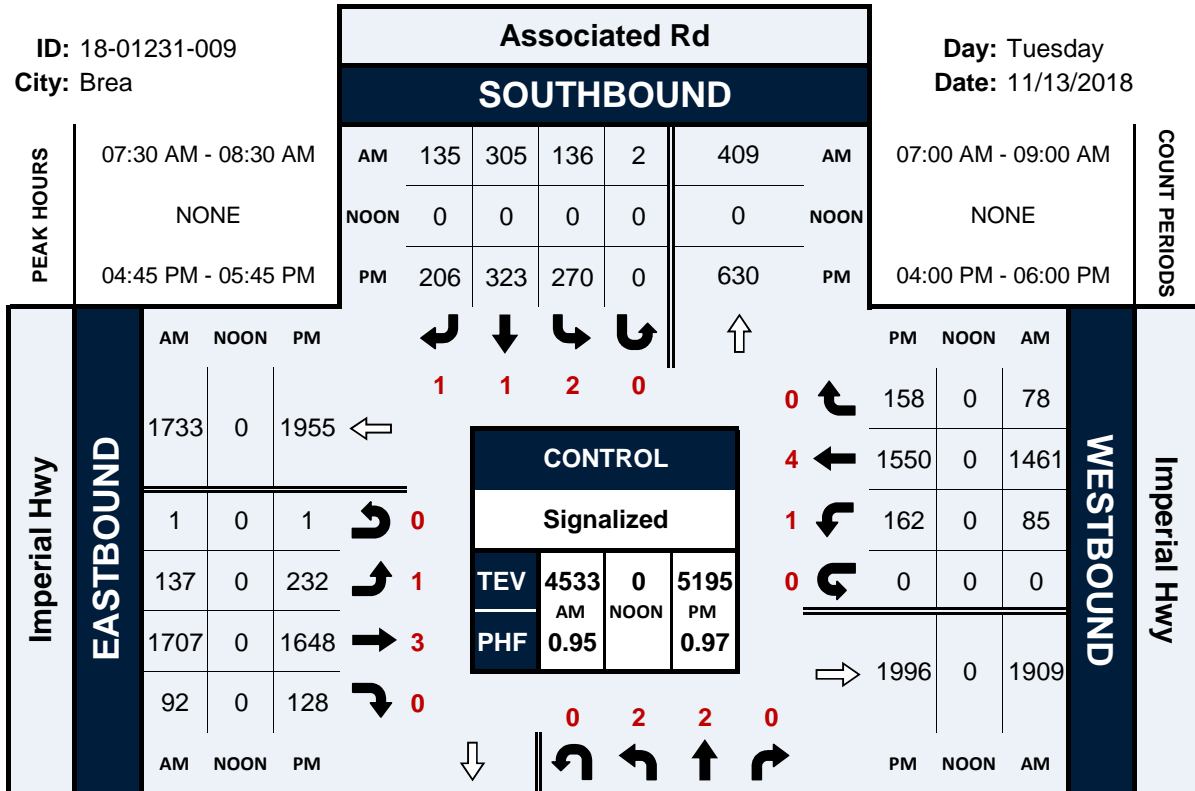 ID: 18-01231-009
City: Brea
Associated Rd
SOUTHBOUND
Day: Tuesday
Date: 11/13/2018
PEAK HOURS
07:30 AM - 08:30 AM
NONE
04:45 PM - 05:45 PM
AM 135 305 136 2 409 AM
NOON 0 0 0 0 0 NOON
PM 206 323 270 0 630 PM
07:00 AM - 09:00 AM
NONE
04:00 PM - 06:00 PM
COUNT PERIODS
1 1 2 0
Imperial Hwy
EASTBOUND
AM NOON PM
1733 0 1955
1 0 1 0
137 0 232 1
1707 0 1648 3
92 0 128 0
AM NOON PM
CONTROL
Signalized
TEV 4533 0 5195
AM NOON PM
PHF 0.95 0.97
PM NOON AM
0 158 0 78
4 1550 0 1461
1 162 0 85
0 0 0 0
1996 0 1909
PM NOON AM
WESTBOUND
Imperial Hwy
0 2 2 0